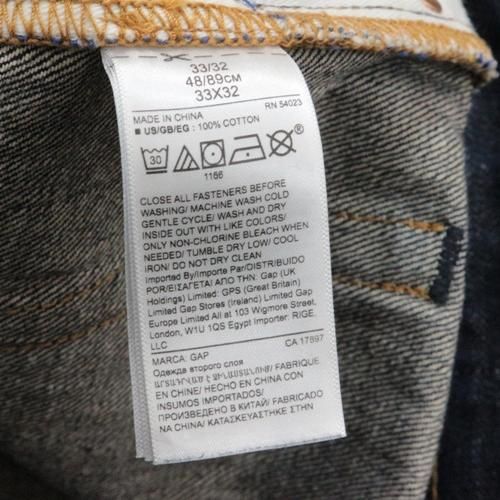 33/32
48/89CM
33X32
RN 54023
MADE IN CHINA
■ US/GB/EG : 100% COTTON
30
®
1166
CLOSE ALL FASTENERS BEFORE
WASHING/ MACHINE WASH COLD
GENTLE CYCLE/ WASH AND DRY
INSIDE OUT WITH LIKE COLORS/
ONLY NON-CHLORINE BLEACH WHEN
NEEDED/ TUMBLE DRY LOW/ COOL
IRON/ DO NOT DRY CLEAN
Imported By/Importe Par/DISTRIBUIDO
POR/ΕΙΣΑΓΕΤΑΙ ΑΠΟ ΤΗΝ: Gap (UK
Holdings) Limited: GPS (Great Britain)
Limited Gap Stores (Ireland) Limited Gap
Europe Limited All at 103 Wigmore Street,
London, W1U 1QS Egypt Importer: RIGE.
LLC
CA 17897
MARCA: GAP
Одежда второго слоя
ԱՐՏԱԴՐՎԱԾ Է ՉԻՆԱՍՏԱՆՈՒՄ/ FABRIQUE
EN CHINE/ HECHO EN CHINA CON
INSUMOS IMPORTADOS/
ПРОИЗВЕДЕНО В КИТАЙ/ FABRICADO
NA CHINA/ ΚΑΤΑΣΚΕΥΑΣΤΗΚΕ ΣΤΗΝ